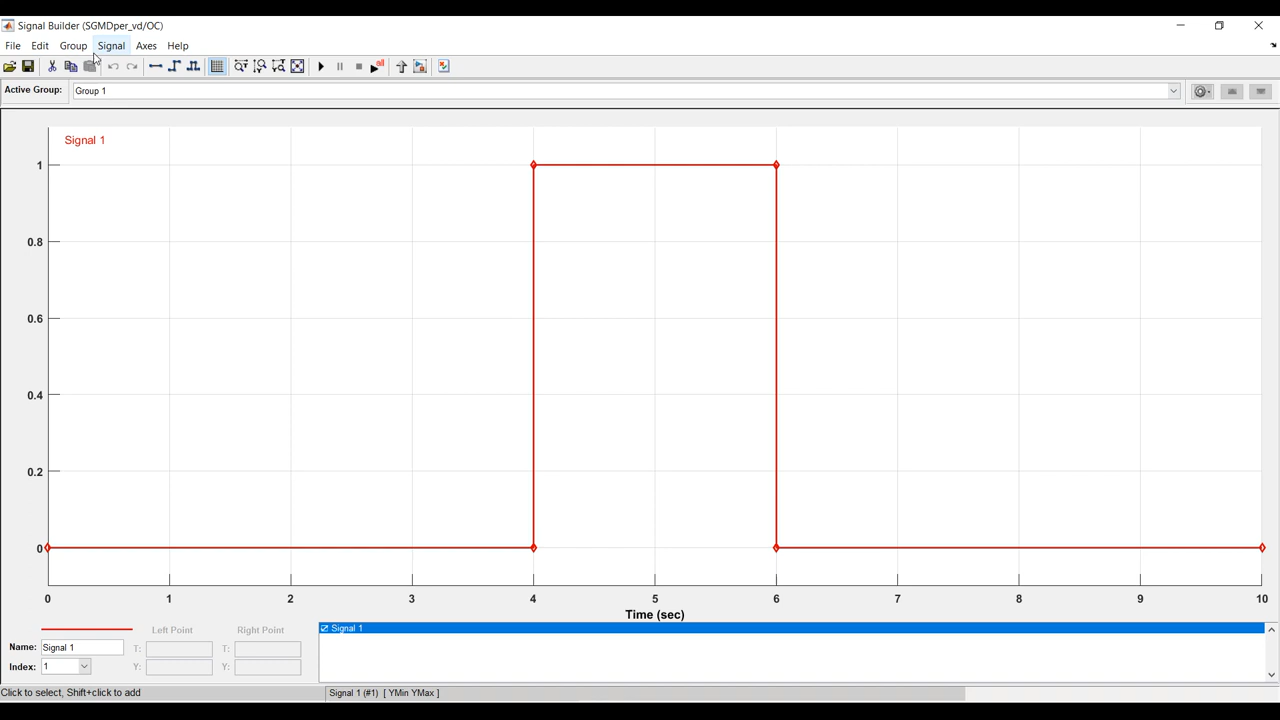 Signal Builder (SGMDper_vd/OC)
File Edit Group Signal Axes Help
all
Active Group: Group 1
Signal 1
1
0.8
0.6
0.4
0.2
0
0 1 2 3 4 5 6 7 8 9 10
Time (sec)
Left Point Right Point
Name: Signal 1 T: T:
Index: 1 Y: Y:
Signal 1
Click to select, Shift+click to add
Signal 1 (#1) [ YMin YMax ]